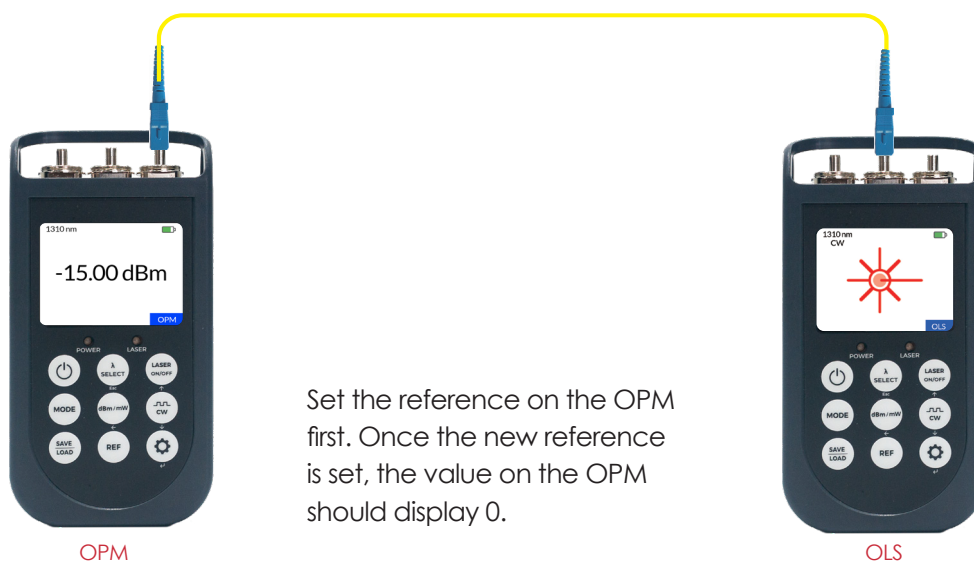 1310 nm
-15.00 dBm
OPM
POWER
LASER
λ
SELECT
LASER
ON/OFF
Esc
MODE
dBm/mW
CW
SAVE
LOAD
REF
OPM
Set the reference on the OPM
first. Once the new reference
is set, the value on the OPM
should display 0.
1310 nm
CW
OLS
POWER
LASER
λ
SELECT
LASER
ON/OFF
Esc
MODE
dBm/mW
CW
SAVE
LOAD
REF
OLS